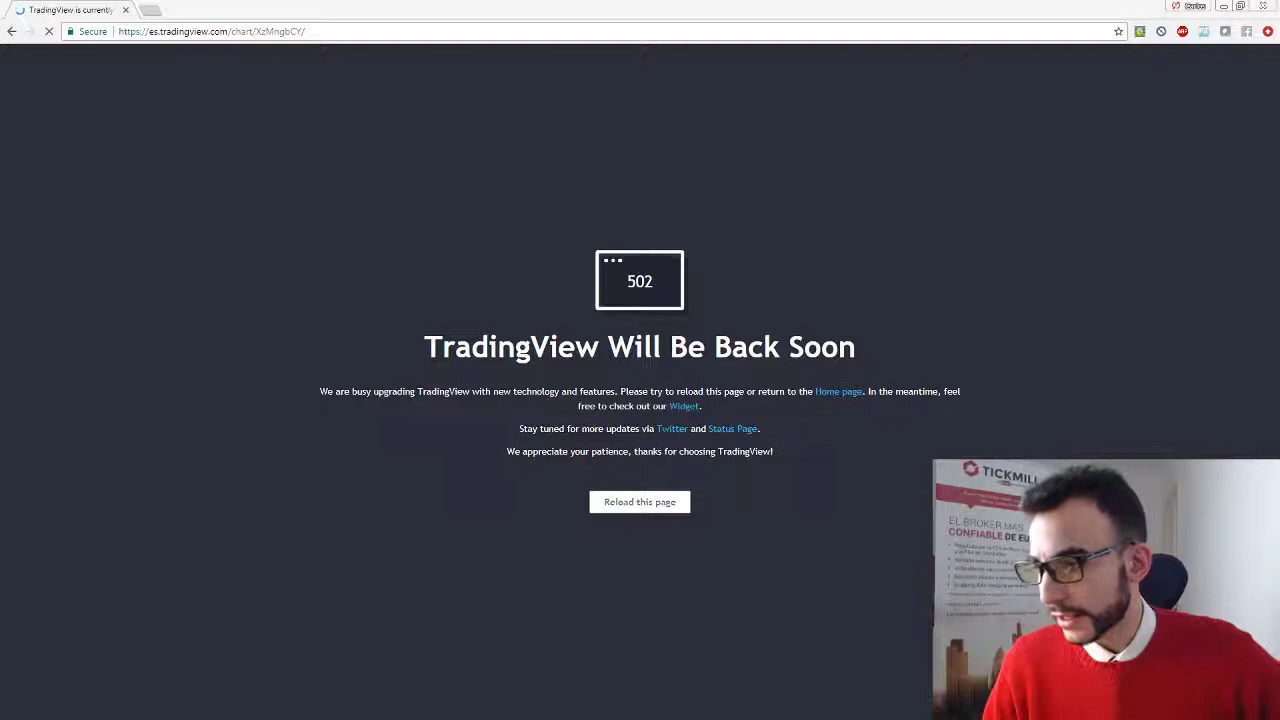 TradingView is currently
Carlos
Secure
https://es.tradingview.com/chart/XzMngbCY/
ABP
502
TradingView Will Be Back Soon
We are busy upgrading TradingView with new technology and features. Please try to reload this page or return to the Home page. In the meantime, feel
free to check out our Widget.
Stay tuned for more updates via Twitter and Status Page.
We appreciate your patience, thanks for choosing TradingView!
Reload this page
TICKMILL
EL BROKER MAS
CONFIABLE DE EU